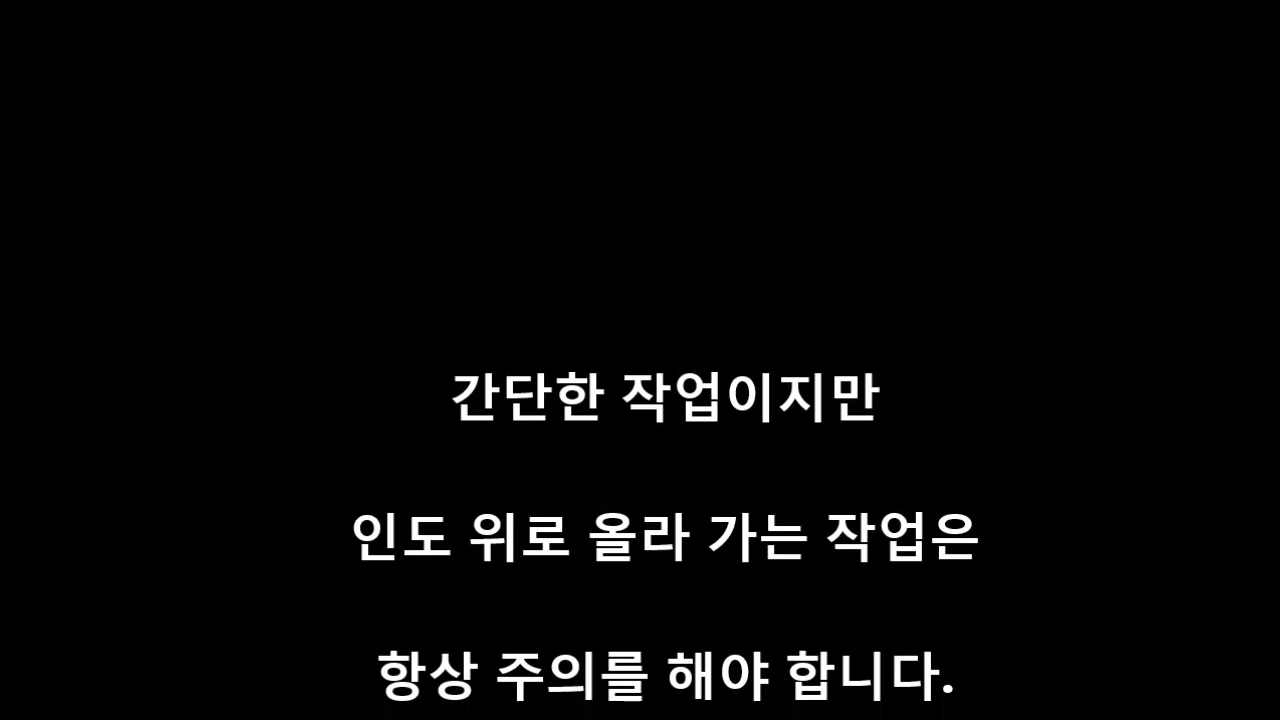 간단한 작업이지만
인도 위로 올라 가는 작업은
항상 주의를 해야 합니다.